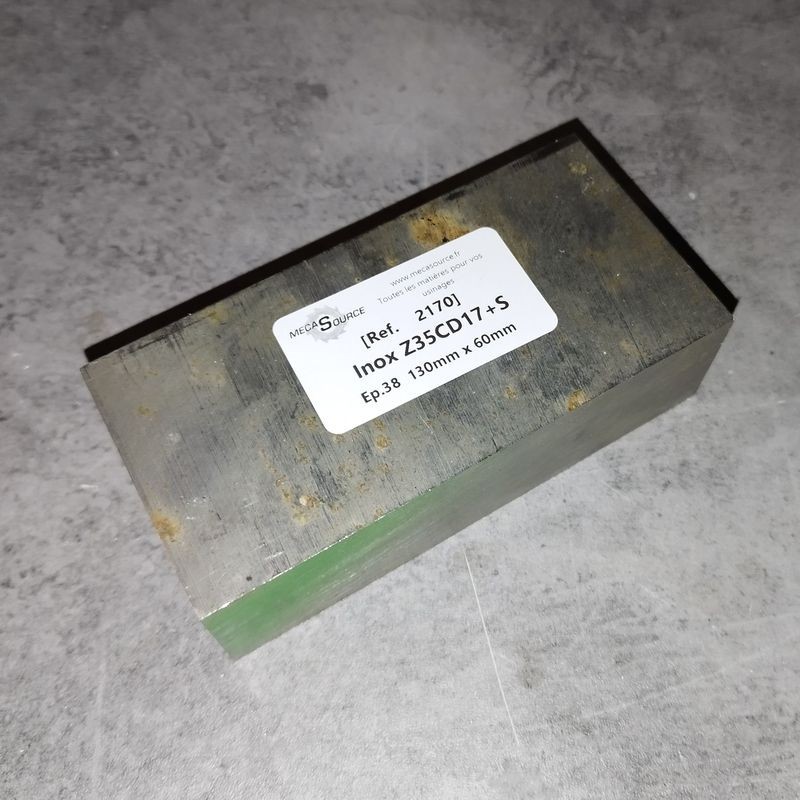 MECASOURCE
www.mecasource.fr
Toutes les matières pour vos
usinages
[Ref. 2170]
Inox Z35CD17+S
Ep.38 130mm x 60mm